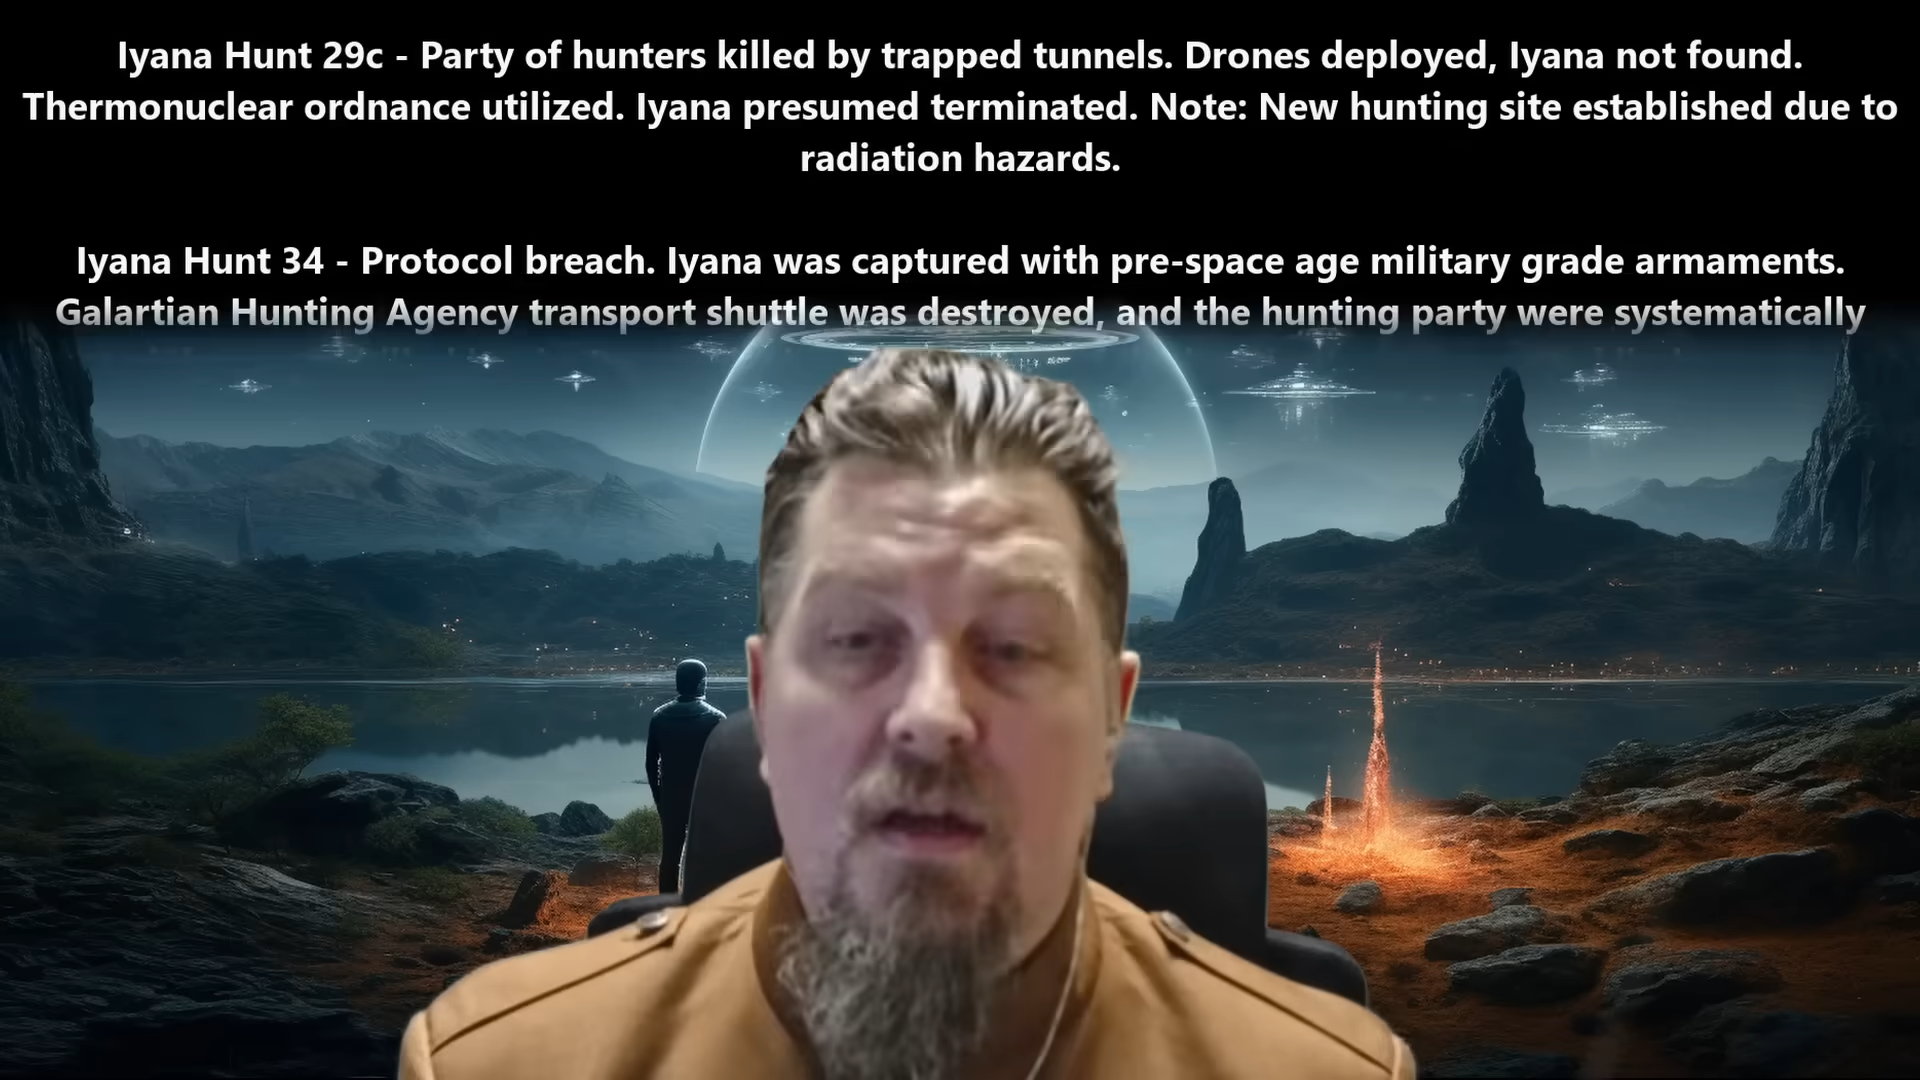 Iyana Hunt 29c - Party of hunters killed by trapped tunnels. Drones deployed, Iyana not found.
Thermonuclear ordnance utilized. Iyana presumed terminated. Note: New hunting site established due to
radiation hazards.
Iyana Hunt 34 - Protocol breach. Iyana was captured with pre-space age military grade armaments.
Galartian Hunting Agency transport shuttle was destroyed, and the hunting party were systematically